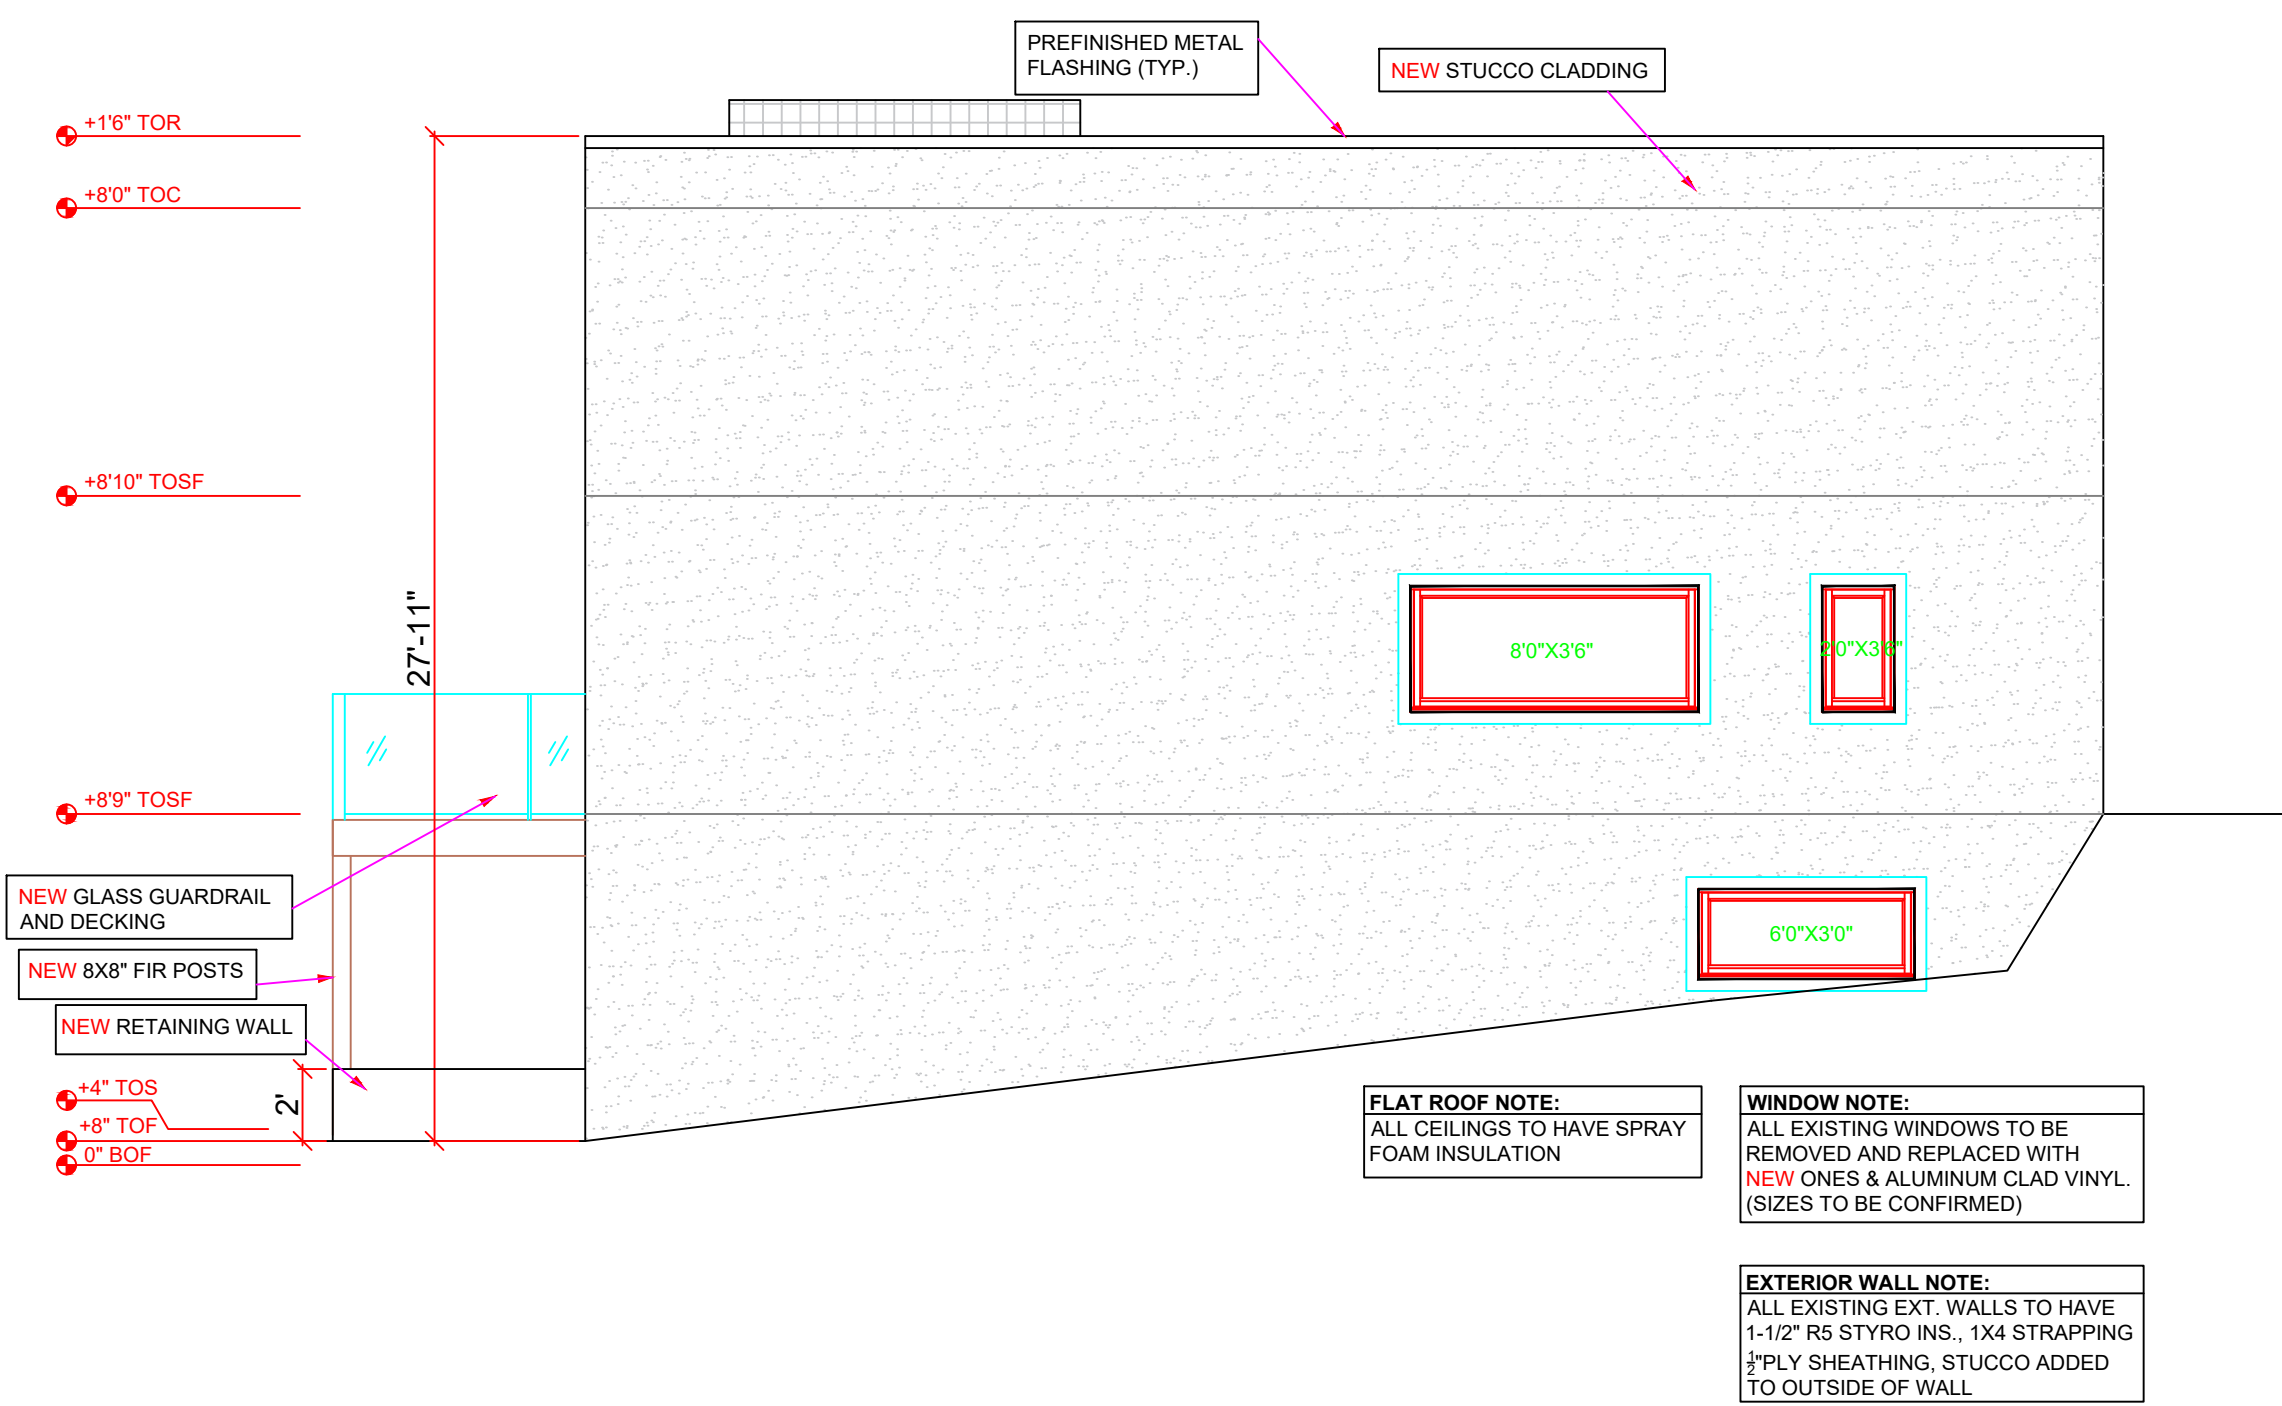 PREFINISHED METAL
FLASHING (TYP.)
NEW STUCCO CLADDING
+1'6" TOR
+8'0" TOC
+8'10" TOSF
27'-11"
8'0"X3'6"
2'0"X3'6"
+8'9" TOSF
NEW GLASS GUARDRAIL
AND DECKING
6'0"X3'0"
NEW 8X8" FIR POSTS
NEW RETAINING WALL
+4" TOS
2'
+8" TOF
0" BOF
FLAT ROOF NOTE:
ALL CEILINGS TO HAVE SPRAY
FOAM INSULATION
WINDOW NOTE:
ALL EXISTING WINDOWS TO BE
REMOVED AND REPLACED WITH
NEW ONES & ALUMINUM CLAD VINYL.
(SIZES TO BE CONFIRMED)
EXTERIOR WALL NOTE:
ALL EXISTING EXT. WALLS TO HAVE
1-1/2" R5 STYRO INS., 1X4 STRAPPING
½"PLY SHEATHING, STUCCO ADDED
TO OUTSIDE OF WALL